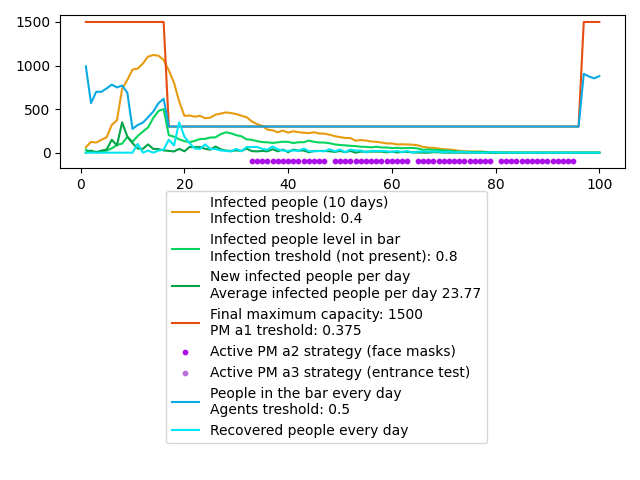 1500
1000
500
0
0
20
40
60
80
100
Infected people (10 days)
Infection treshold: 0.4
Infected people level in bar
Infection treshold (not present): 0.8
New infected people per day
Average infected people per day 23.77
Final maximum capacity: 1500
PM a1 treshold: 0.375
Active PM a2 strategy (face masks)
Active PM a3 strategy (entrance test)
People in the bar every day
Agents treshold: 0.5
Recovered people every day